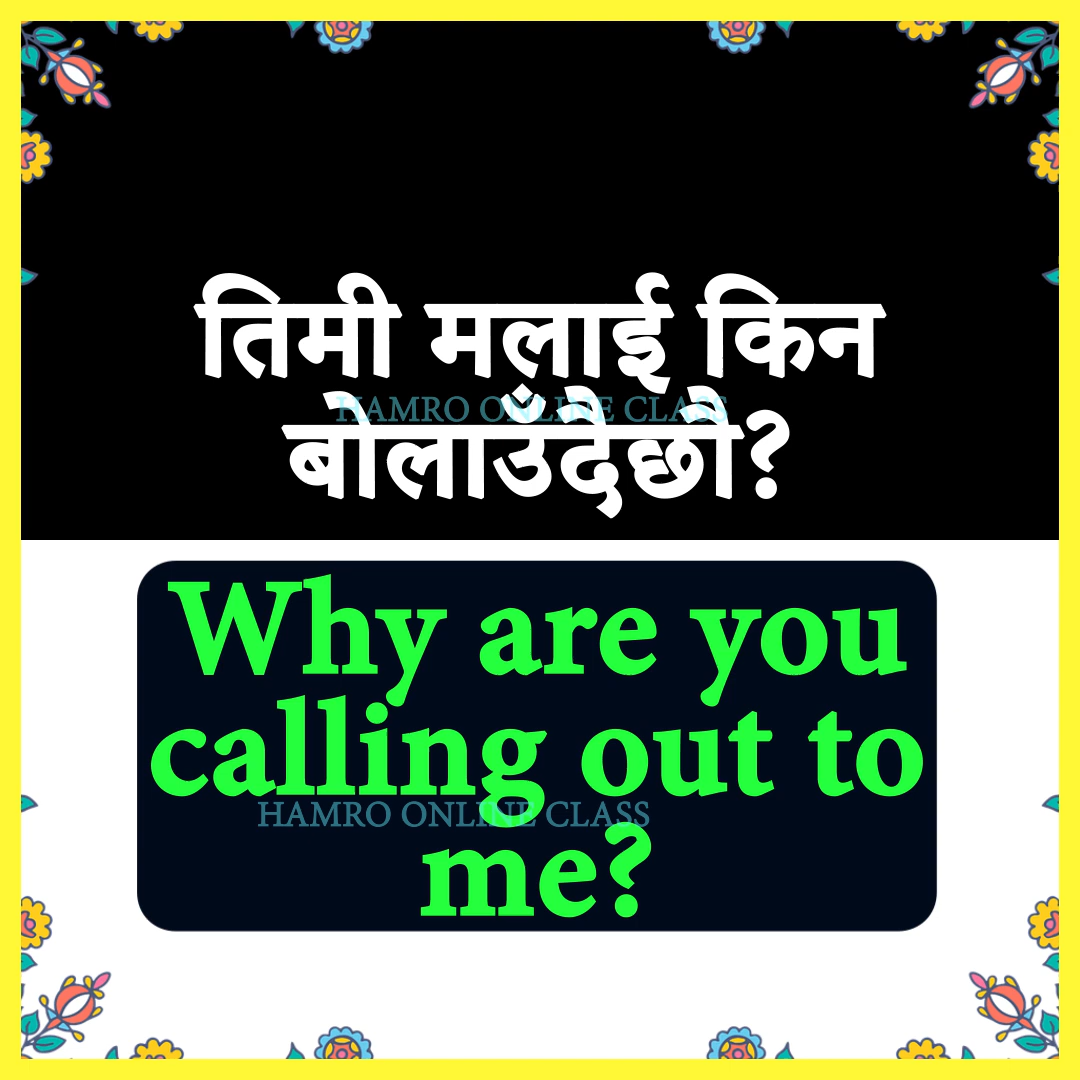 तिमी मलाई किन
HAMRO ONLINE CLASS
बोलाउँदैछौ?
Why are you
calling out to
HAMRO ONLINE CLASS
me?